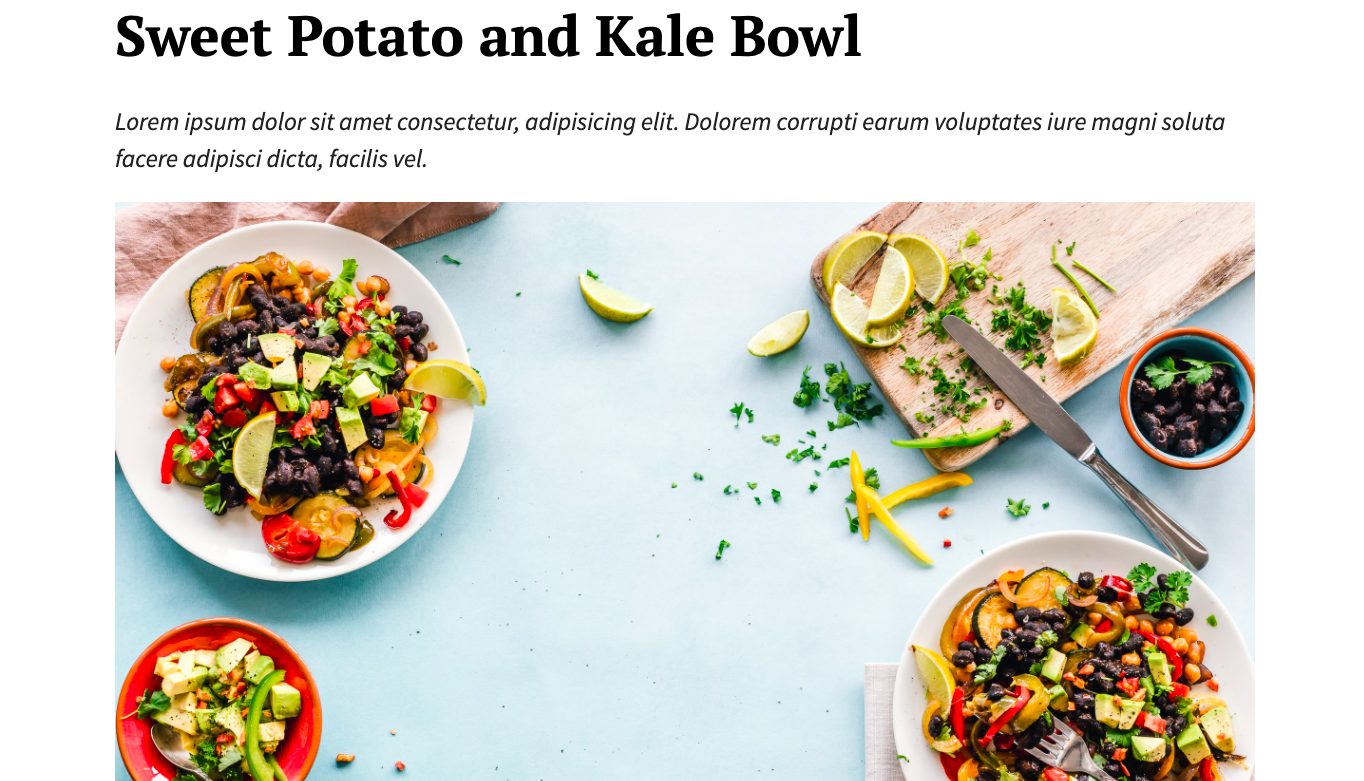 Sweet Potato and Kale Bowl
Lorem ipsum dolor sit amet consectetur, adipisicing elit. Dolorem corrupti earum voluptates iure magni soluta
facere adipisci dicta, facilis vel.